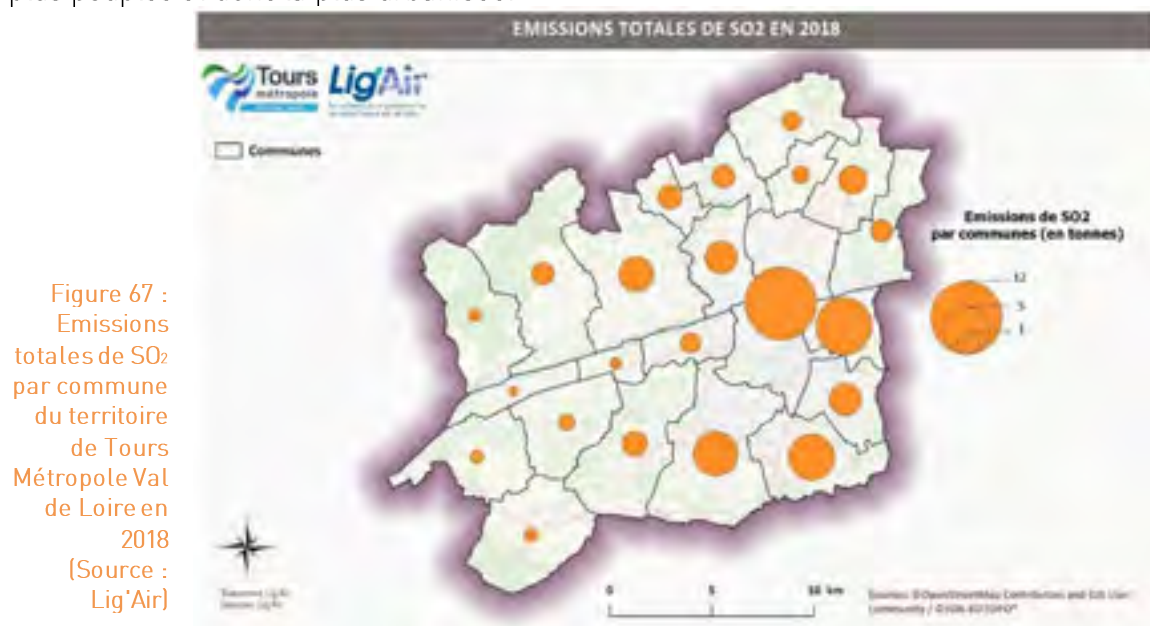 EMISSIONS TOTALES DE SO2 EN 2018
Tours
métropole
Lig'Air
Communes
Emissions de SO2
par communes (en tonnes)
12
5
1
Figure 67 :
Emissions
totales de SO2
par commune
du territoire
de Tours
Métropole Val
de Loire en
2018
(Source :
Lig'Air)
0 5 10 km